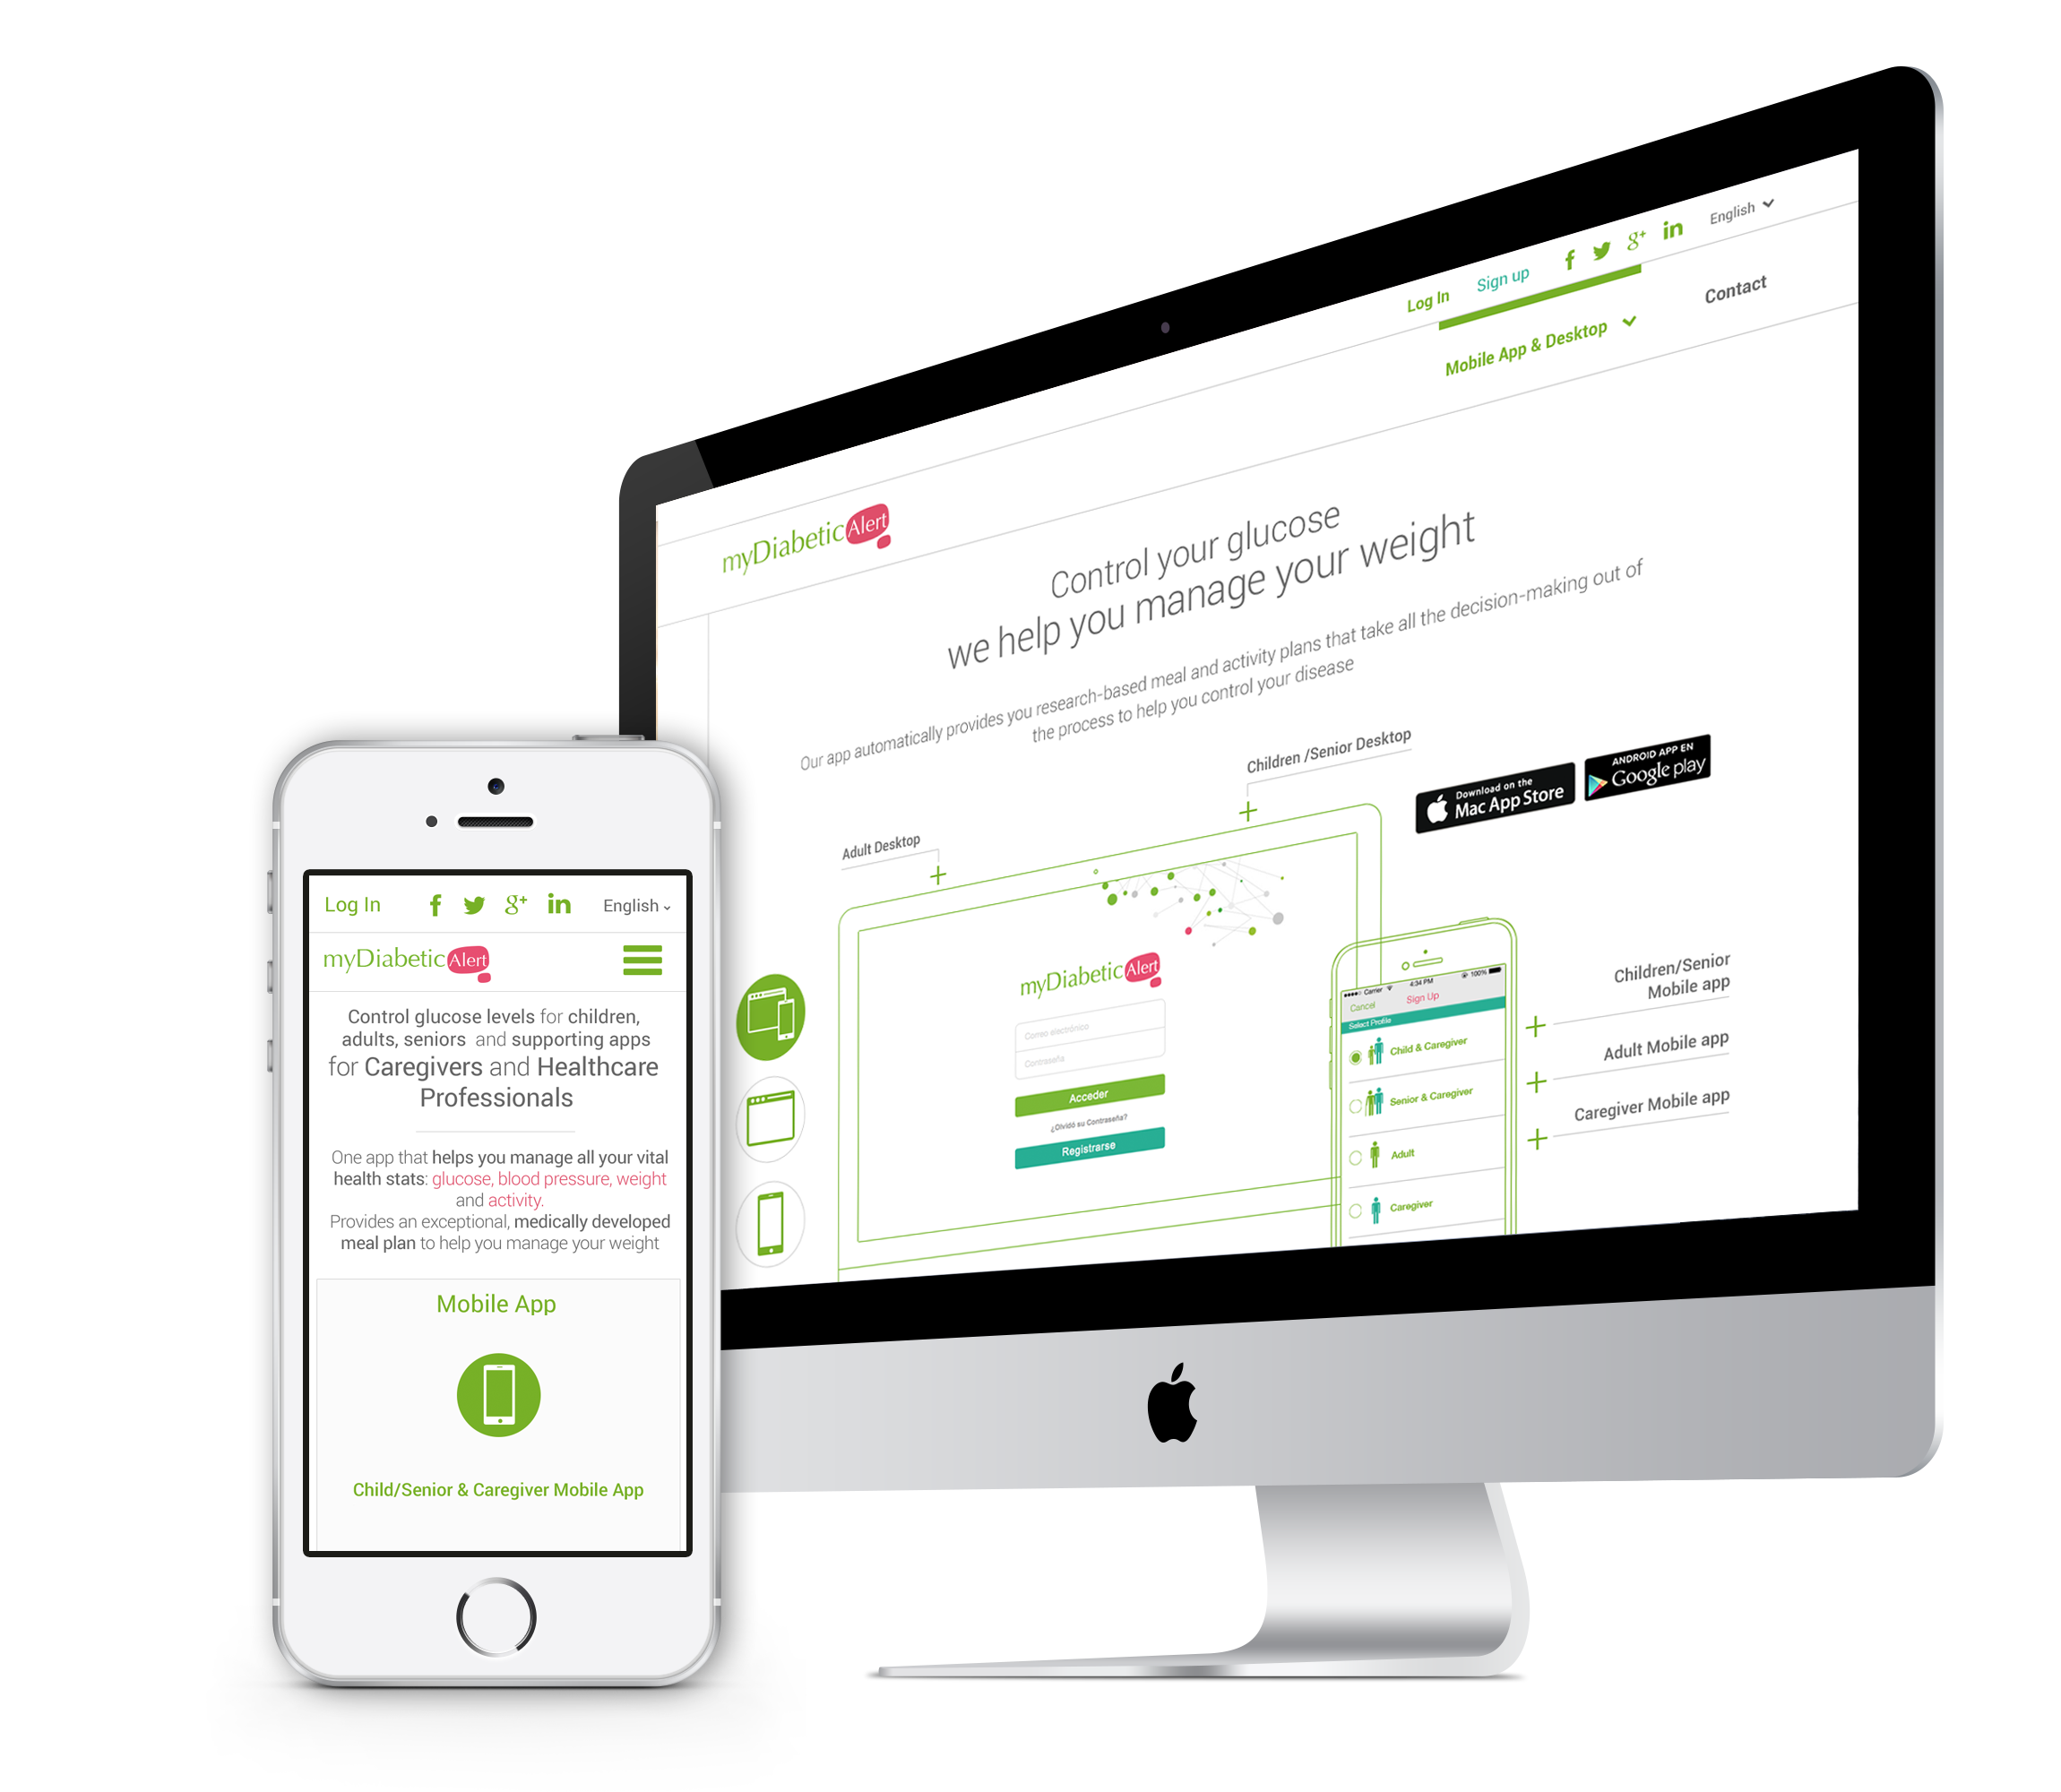 Log In Sign up English
Mobile App & Desktop Contact
myDiabetic Alert
Control your glucose
we help you manage your weight
Our app automatically provides you research-based meal and activity plans that take all the decision-making out of
the process to help you control your disease
Children /Senior Desktop
Adult Desktop
Download on the
Mac App Store
ANDROID APP EN
Google play
myDiabetic Alert
Correo electrónico
Contraseña
Acceder
¿Olvidó su Contraseña?
Registrarse
Carrier 4:34 PM 100%
Cancel Sign Up
Select Profile
Child & Caregiver
Senior & Caregiver
Adult
Caregiver
Children/Senior
Mobile app
Adult Mobile app
Caregiver Mobile app
Log In f g+ in English
myDiabetic Alert
Control glucose levels for children,
adults, seniors and supporting apps
for Caregivers and Healthcare
Professionals
One app that helps you manage all your vital
health stats: glucose, blood pressure, weight
and activity.
Provides an exceptional, medically developed
meal plan to help you manage your weight
Mobile App
Child/Senior & Caregiver Mobile App